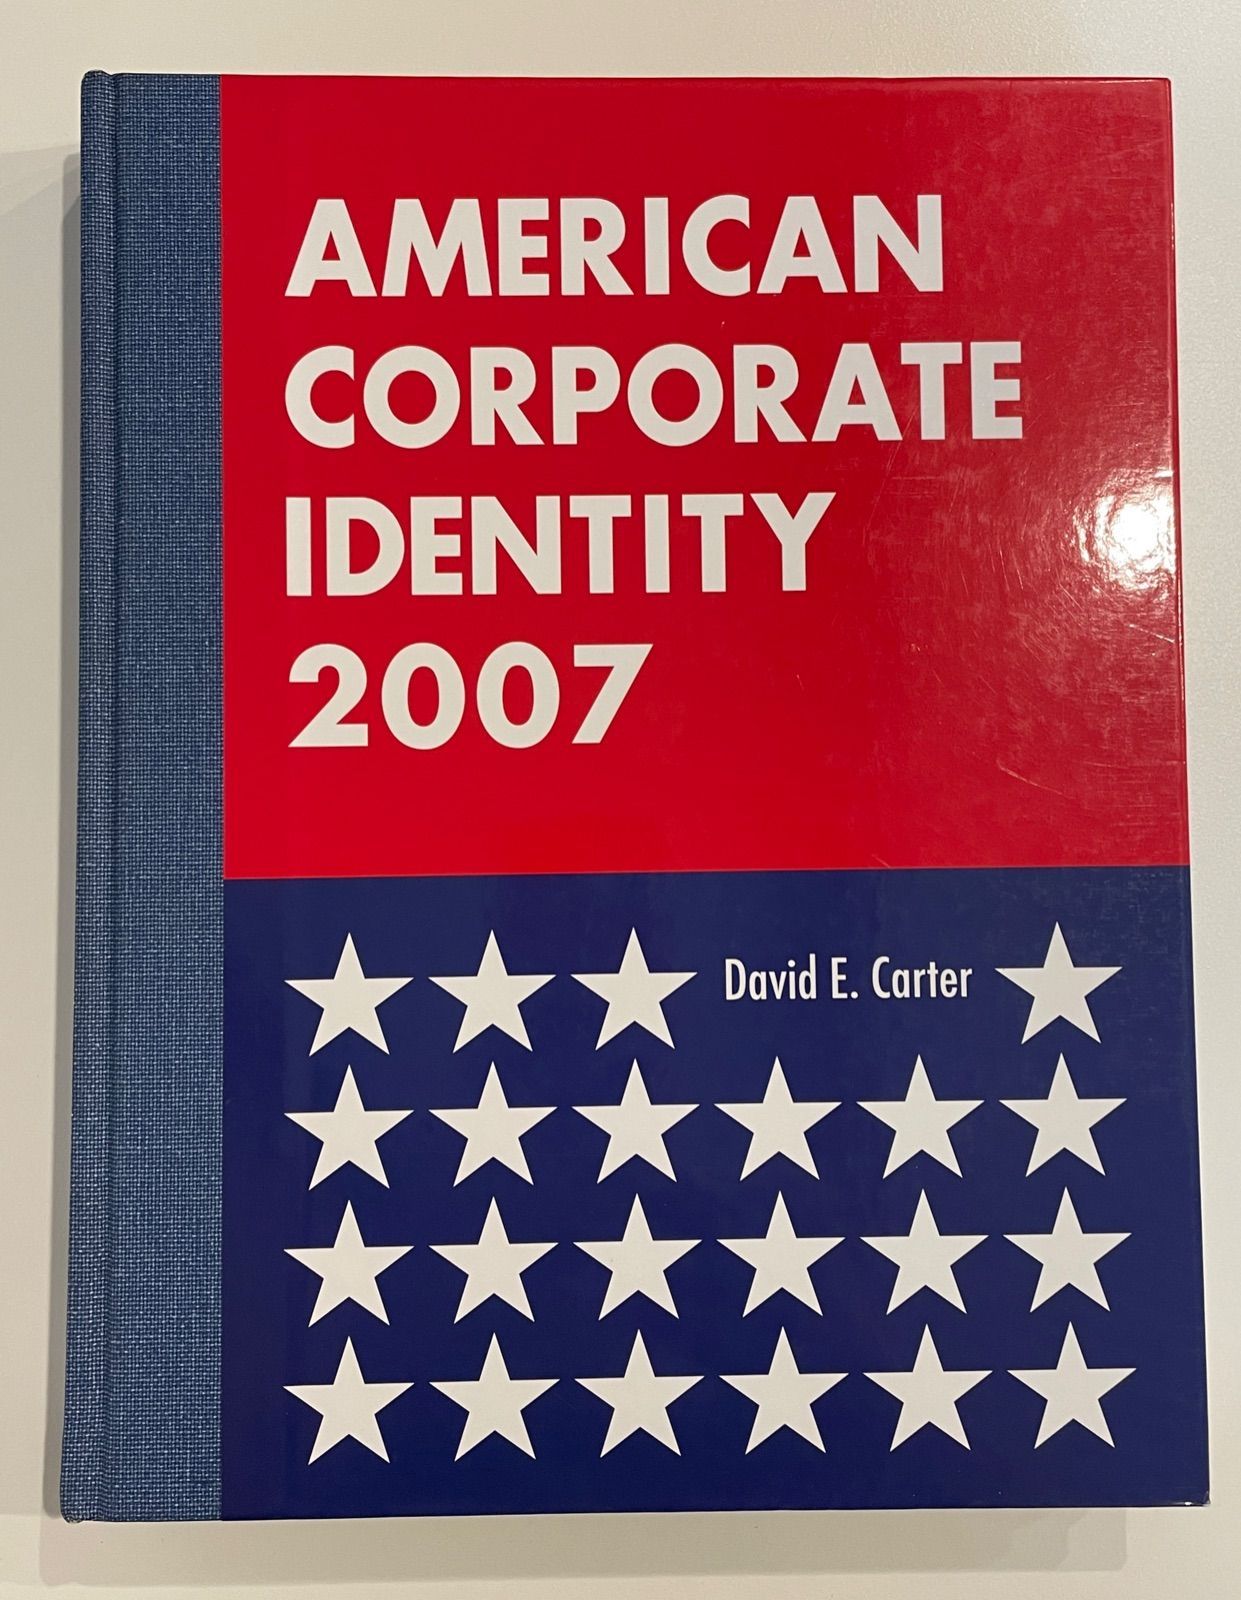 AMERICAN
CORPORATE
IDENTITY
2007
David E. Carter